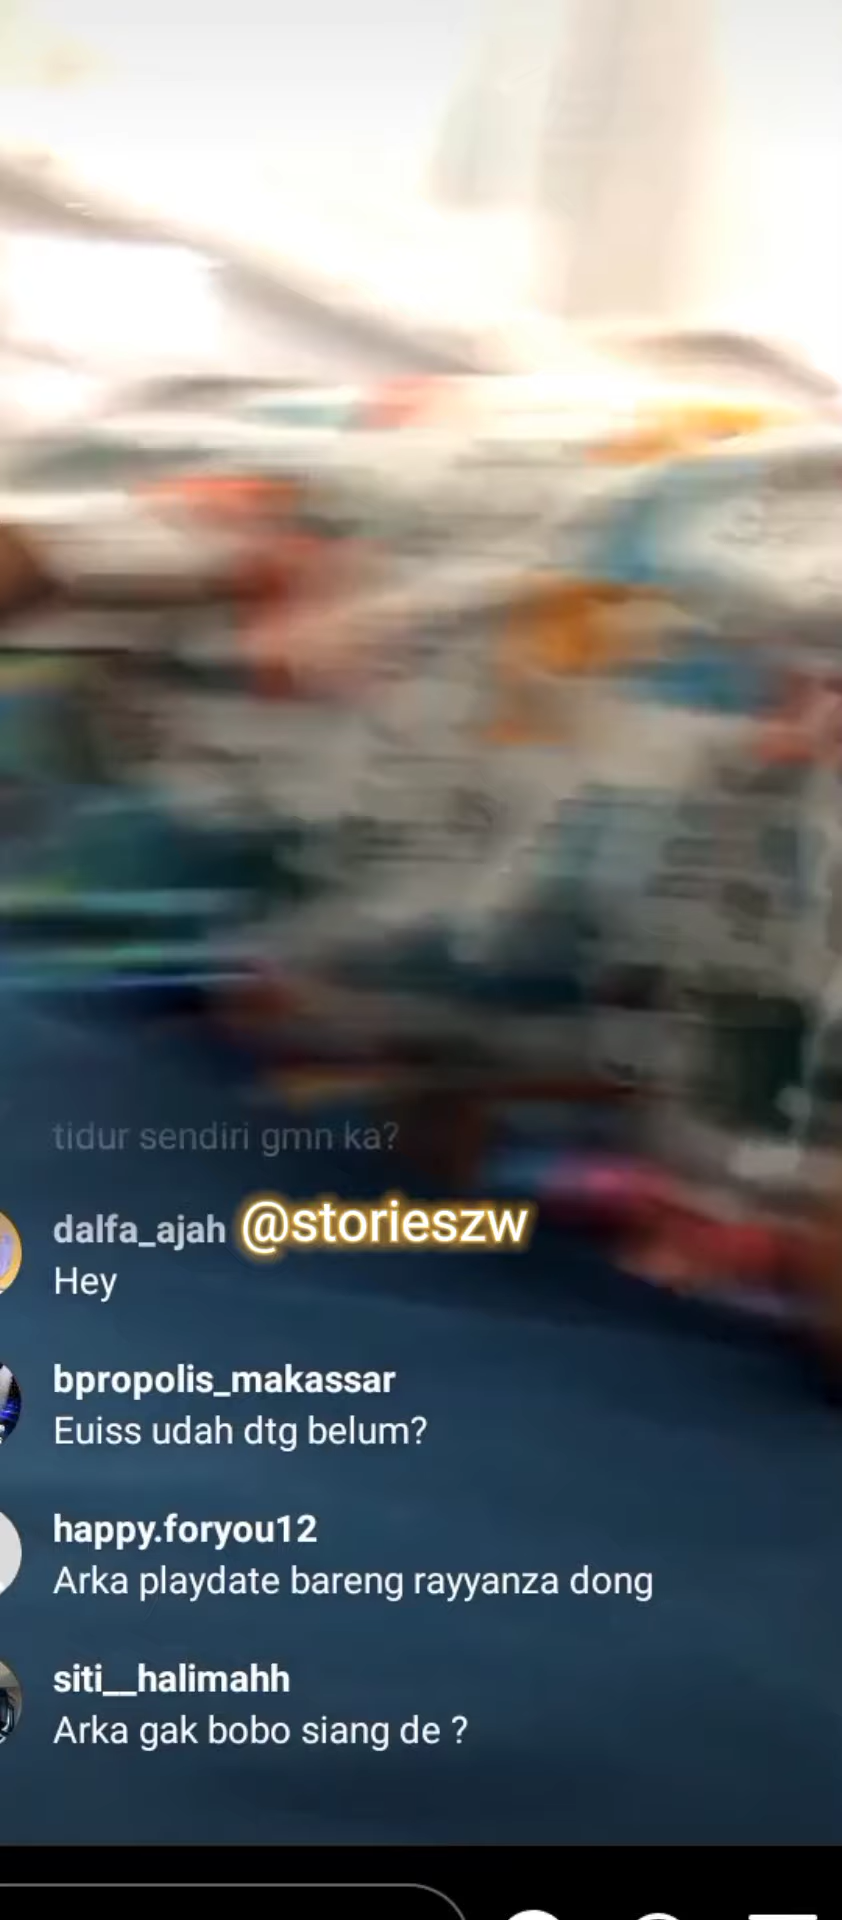 tidur sendiri gmn ka?
dalfa_ajah @storieszw
Hey
bpropolis_makassar
Euiss udah dtg belum?
happy.foryou12
Arka playdate bareng rayyanza dong
siti__halimahh
Arka gak bobo siang de ?